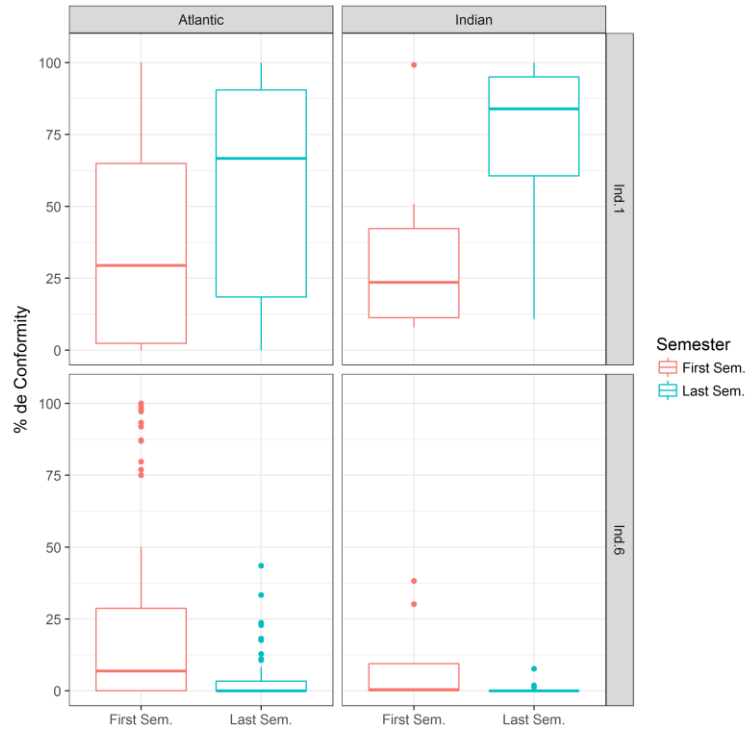 Atlantic
Indian
100
75
50
25
0
Ind.1
% de Conformity
100
75
50
25
0
Ind.6
First Sem.
Last Sem.
First Sem.
Last Sem.
Semester
First Sem.
Last Sem.